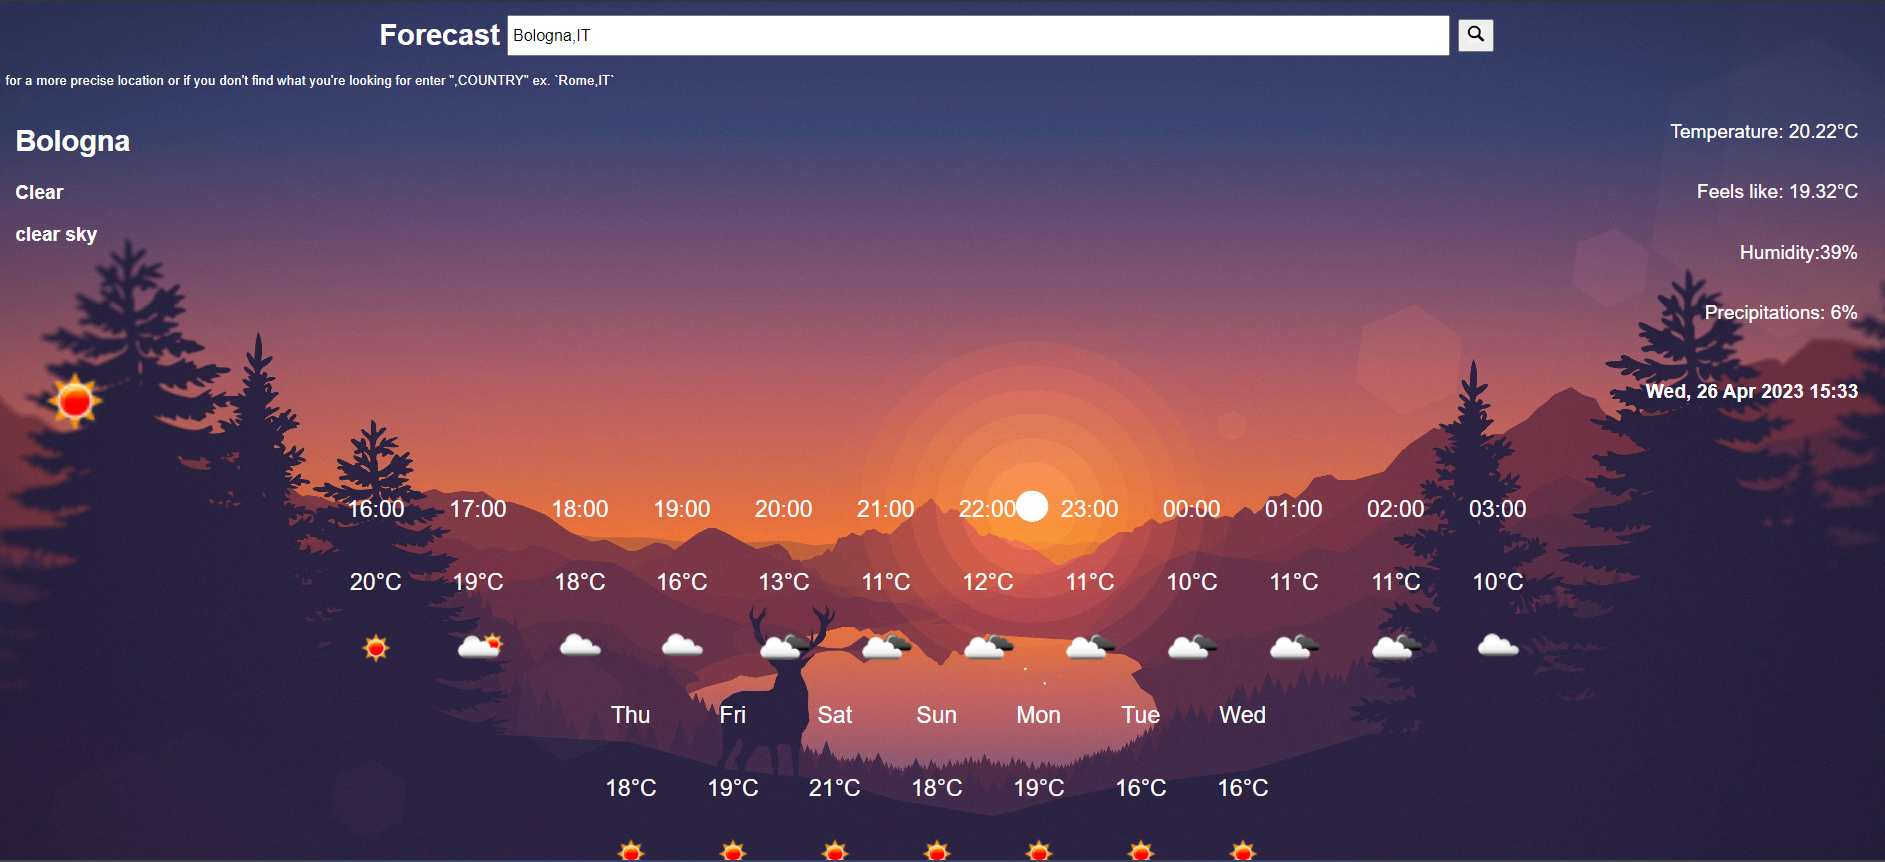 Forecast Bologna,IT
for a more precise location or if you don't find what you're looking for enter ",COUNTRY" ex. `Rome,IT`
Bologna
Clear
clear sky
Temperature: 20.22°C
Feels like: 19.32°C
Humidity:39%
Precipitations: 6%
Wed, 26 Apr 2023 15:33
16:00 17:00 18:00 19:00 20:00 21:00 22:00 23:00 00:00 01:00 02:00 03:00
20°C 19°C 18°C 16°C 13°C 11°C 12°C 11°C 10°C 11°C 11°C 10°C
Thu Fri Sat Sun Mon Tue Wed
18°C 19°C 21°C 18°C 19°C 16°C 16°C